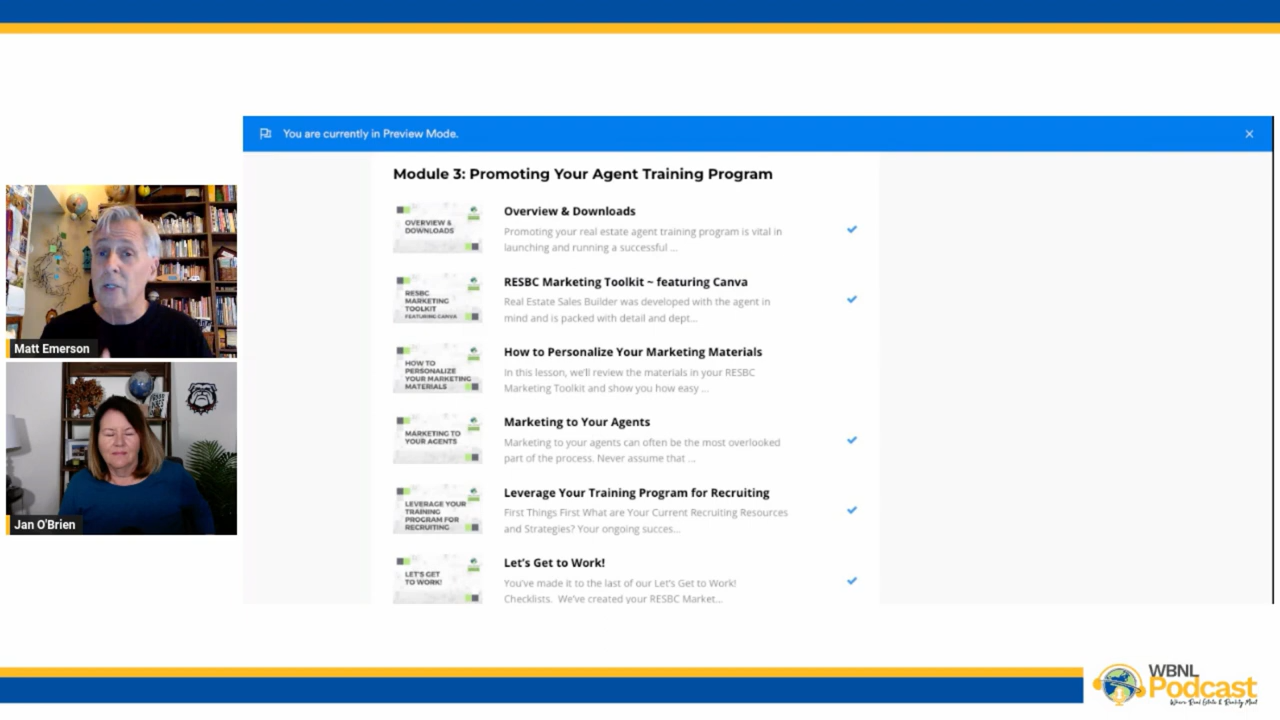 You are currently in Preview Mode.
Module 3: Promoting Your Agent Training Program
OVERVIEW &
DOWNLOADS
Overview & Downloads
Promoting your real estate agent training program is vital in
launching and running a successful ...
RESBC
MARKETING
TOOLKIT
FEATURING CANVA
RESBC Marketing Toolkit ~ featuring Canva
Real Estate Sales Builder was developed with the agent in
mind and is packed with detail and dept...
HOW TO
PERSONALIZE
YOUR MARKETING
MATERIALS
How to Personalize Your Marketing Materials
In this lesson, we'll review the materials in your RESBC
Marketing Toolkit and show you how easy ...
MARKETING TO
YOUR AGENTS
Marketing to Your Agents
Marketing to your agents can often be the most overlooked
part of the process. Never assume that ...
LEVERAGE YOUR
TRAINING
PROGRAM FOR
RECRUITING
Leverage Your Training Program for Recruiting
First Things First What are Your Current Recruiting Resources
and Strategies? Your ongoing succes...
LET'S GET
TO WORK!
Let's Get to Work!
You've made it to the last of our Let's Get to Work!
Checklists. We've created your RESBC Market...
Matt Emerson
Jan O'Brien
WBNL
Podcast
Where Real Estate & Reality Meet